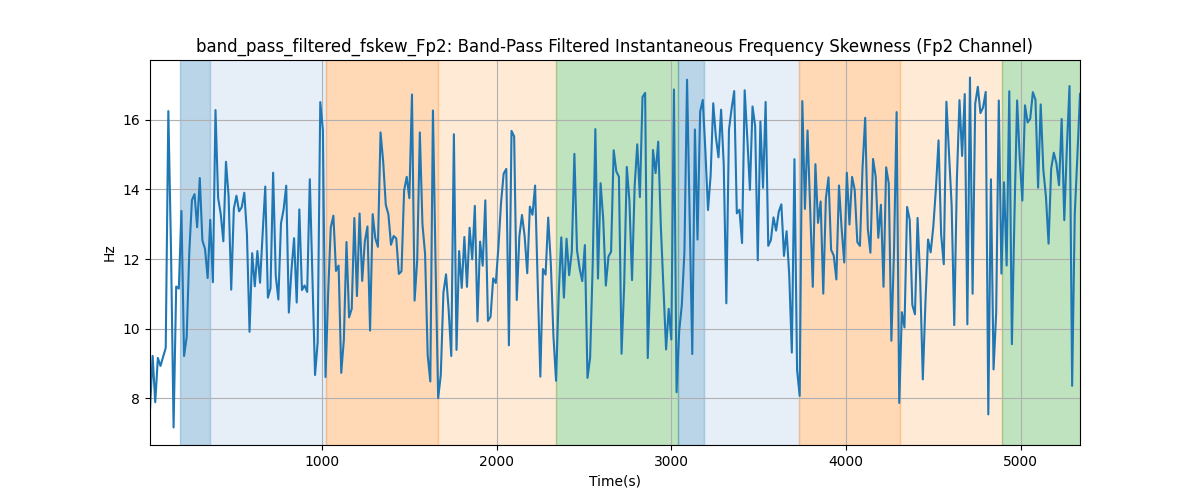 band_pass_filtered_fskew_Fp2: Band-Pass Filtered Instantaneous Frequency Skewness (Fp2 Channel)
16
14
12
10
8
Hz
1000 2000 3000 4000 5000
Time(s)